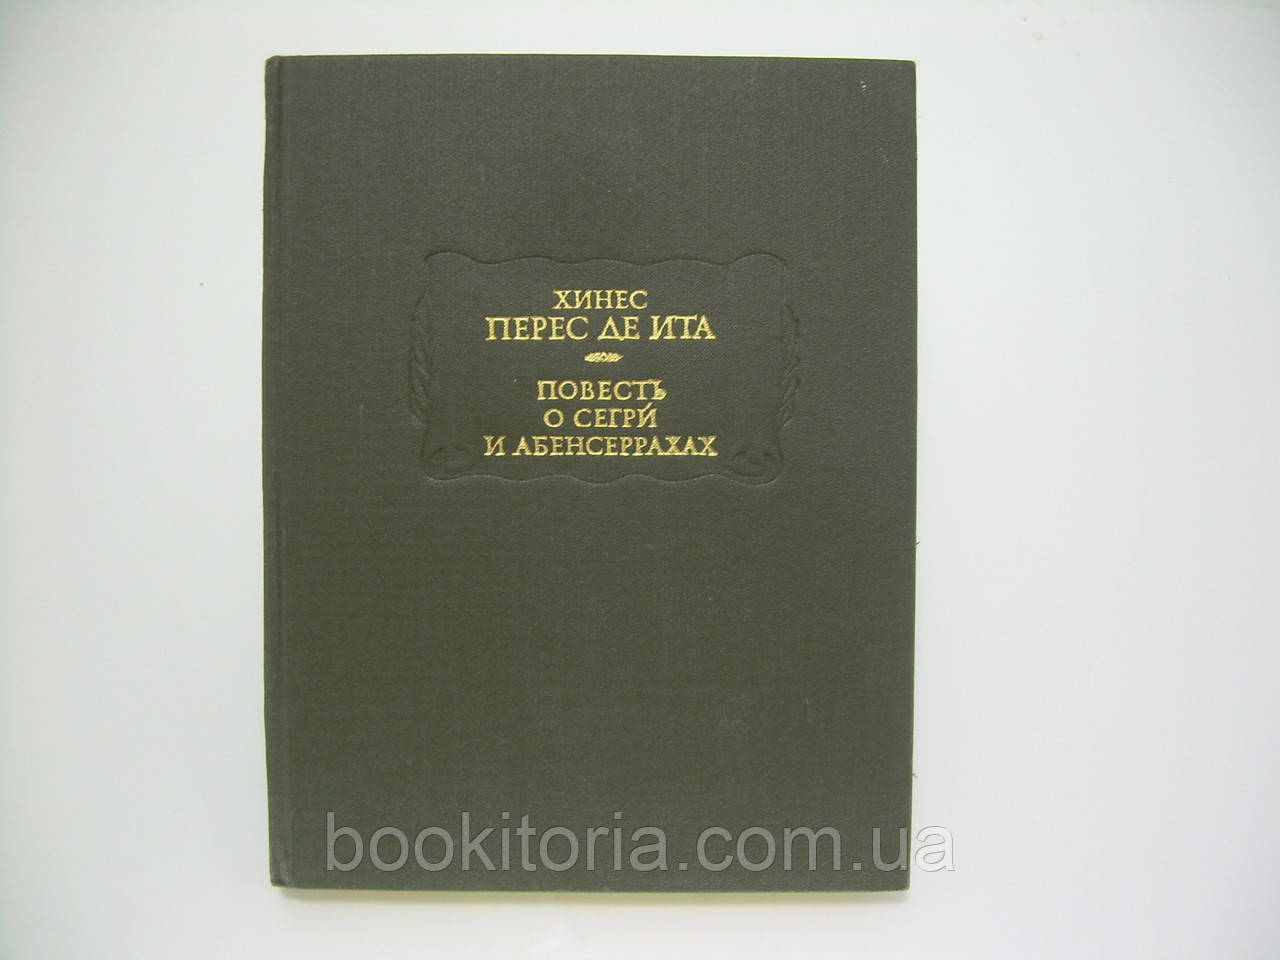 ХИНЕС
ПЕРЕС ДЕ ИТА
ПОВЕСТЬ
О СЕГРИ́
И АБЕНСЕРРАХАХ
bookitoria.com.ua